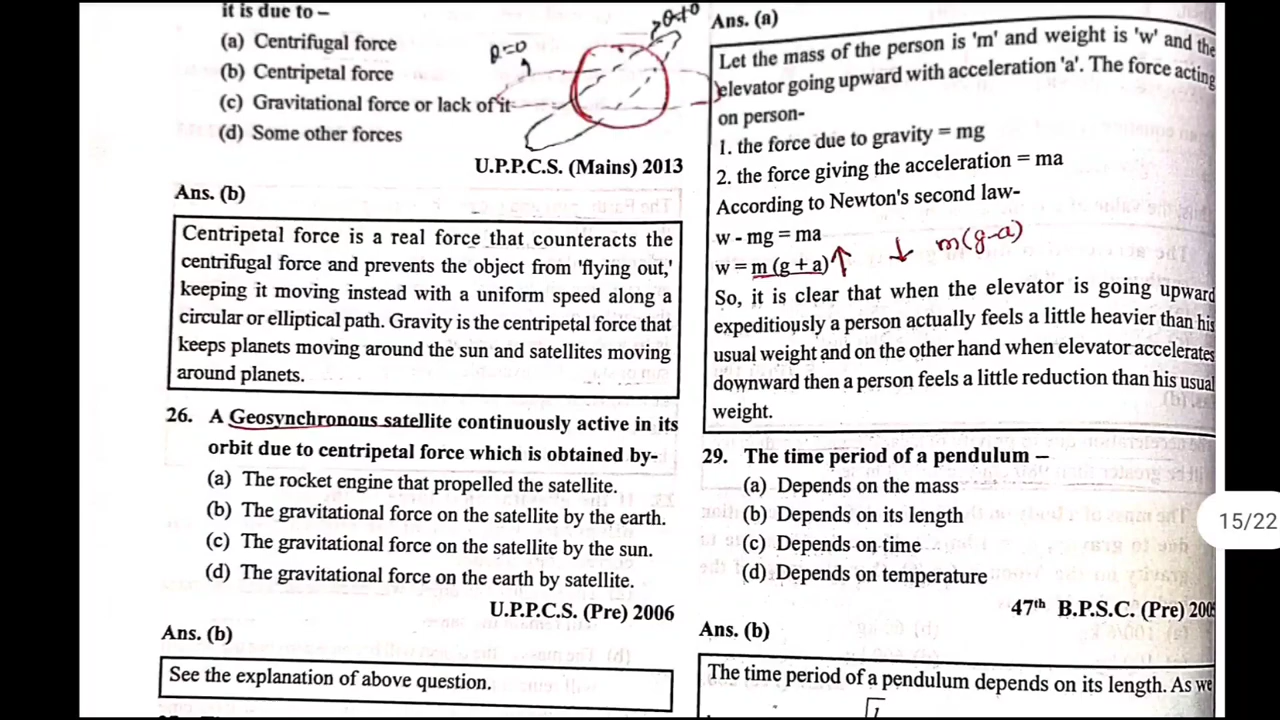 it is due to –
(a) Centrifugal force
(b) Centripetal force
(c) Gravitational force or lack of it
(d) Some other forces
U.P.P.C.S. (Mains) 2013
Ans. (b)
Centripetal force is a real force that counteracts the
centrifugal force and prevents the object from 'flying out,'
keeping it moving instead with a uniform speed along a
circular or elliptical path. Gravity is the centripetal force that
keeps planets moving around the sun and satellites moving
around planets.
26. A Geosynchronous satellite continuously active in its
orbit due to centripetal force which is obtained by-
(a) The rocket engine that propelled the satellite.
(b) The gravitational force on the satellite by the earth.
(c) The gravitational force on the satellite by the sun.
(d) The gravitational force on the earth by satellite.
U.P.P.C.S. (Pre) 2006
Ans. (b)
See the explanation of above question.
Ans. (a)
Let the mass of the person is 'm' and weight is 'w' and the
elevator going upward with acceleration 'a'. The force acting
on person-
1. the force due to gravity = mg
2. the force giving the acceleration = ma
According to Newton's second law-
w - mg = ma
w = m (g + a) ↑ ↓ m(g-a)
So, it is clear that when the elevator is going upward
expeditiously a person actually feels a little heavier than his
usual weight and on the other hand when elevator accelerates
downward then a person feels a little reduction than his usual
weight.
29. The time period of a pendulum –
(a) Depends on the mass
(b) Depends on its length
(c) Depends on time
(d) Depends on temperature
47th B.P.S.C. (Pre) 200
Ans. (b)
The time period of a pendulum depends on its length. As we
15/22